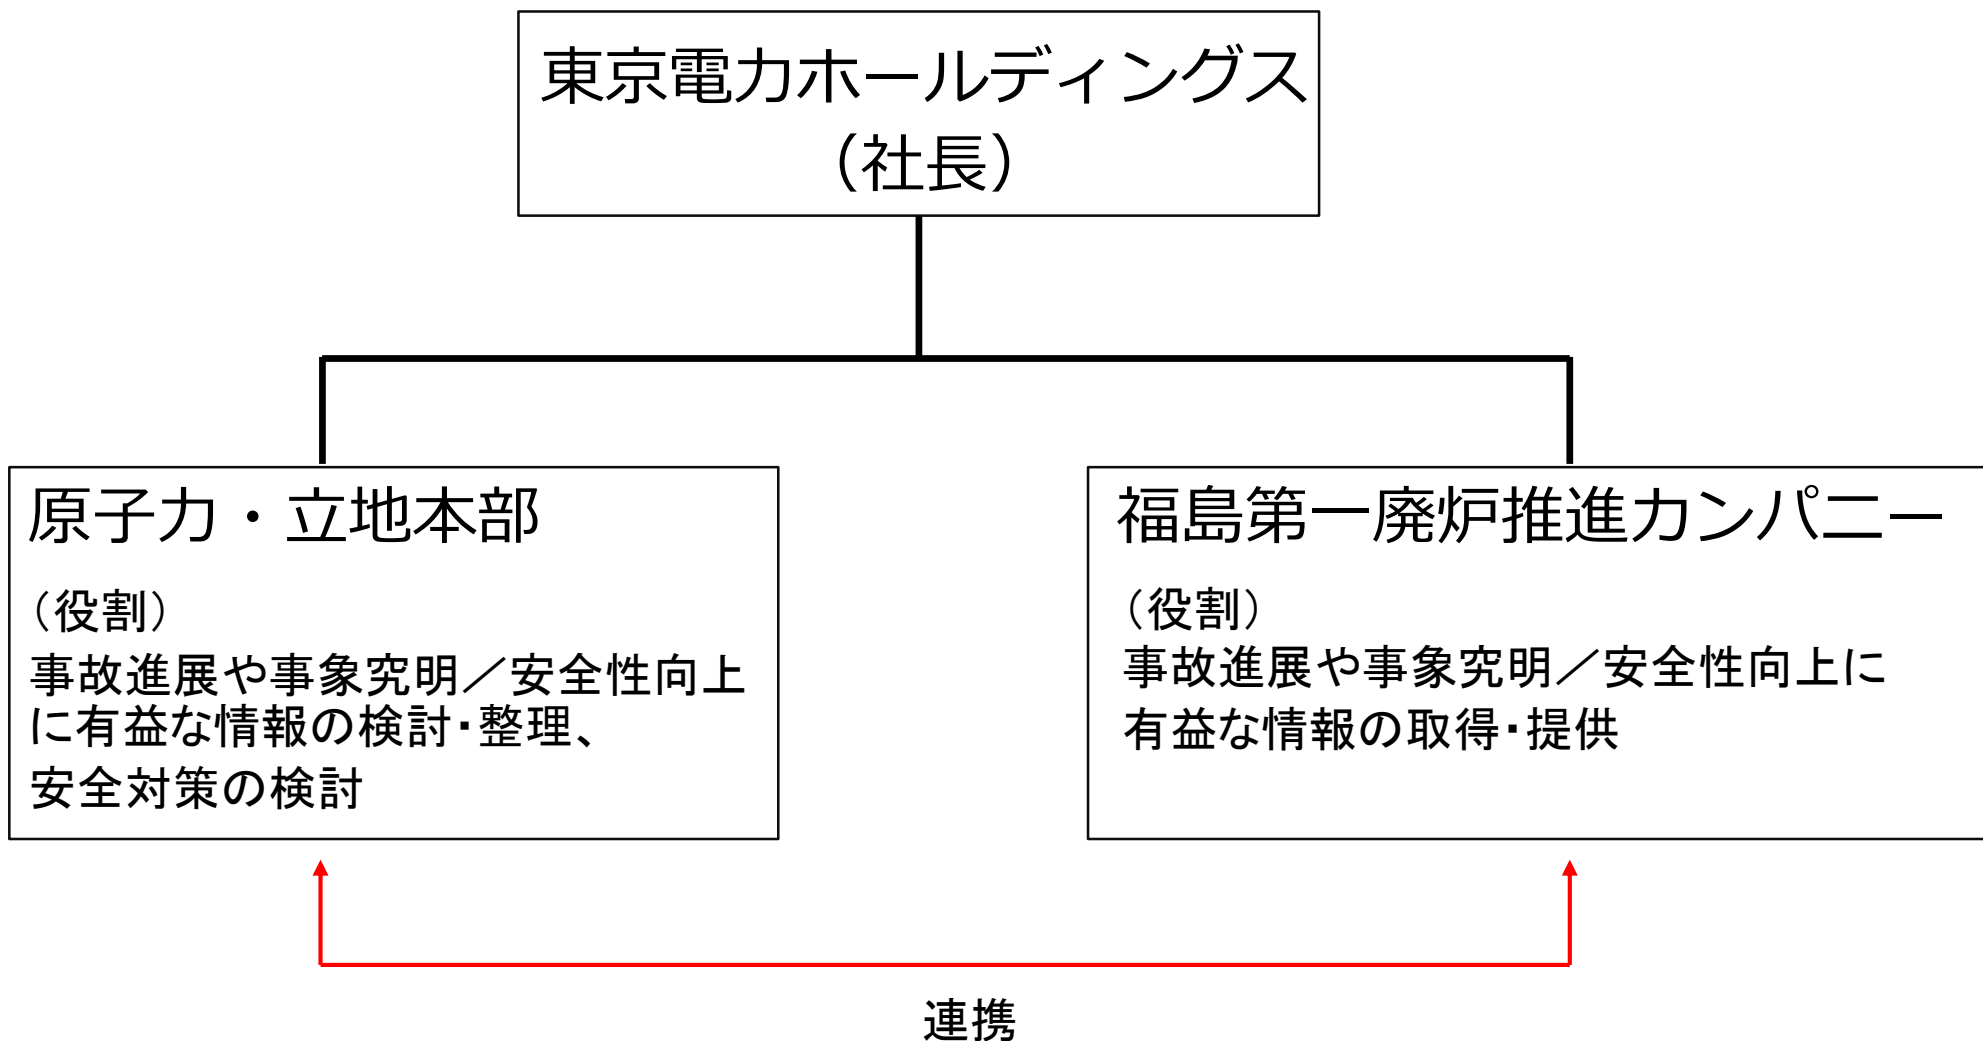 東京電力ホールディングス
（社長）
原子力・立地本部
（役割）
事故進展や事象究明／安全性向上
に有益な情報の検討・整理、
安全対策の検討
福島第一廃炉推進カンパニー
（役割）
事故進展や事象究明／安全性向上に
有益な情報の取得・提供
連携